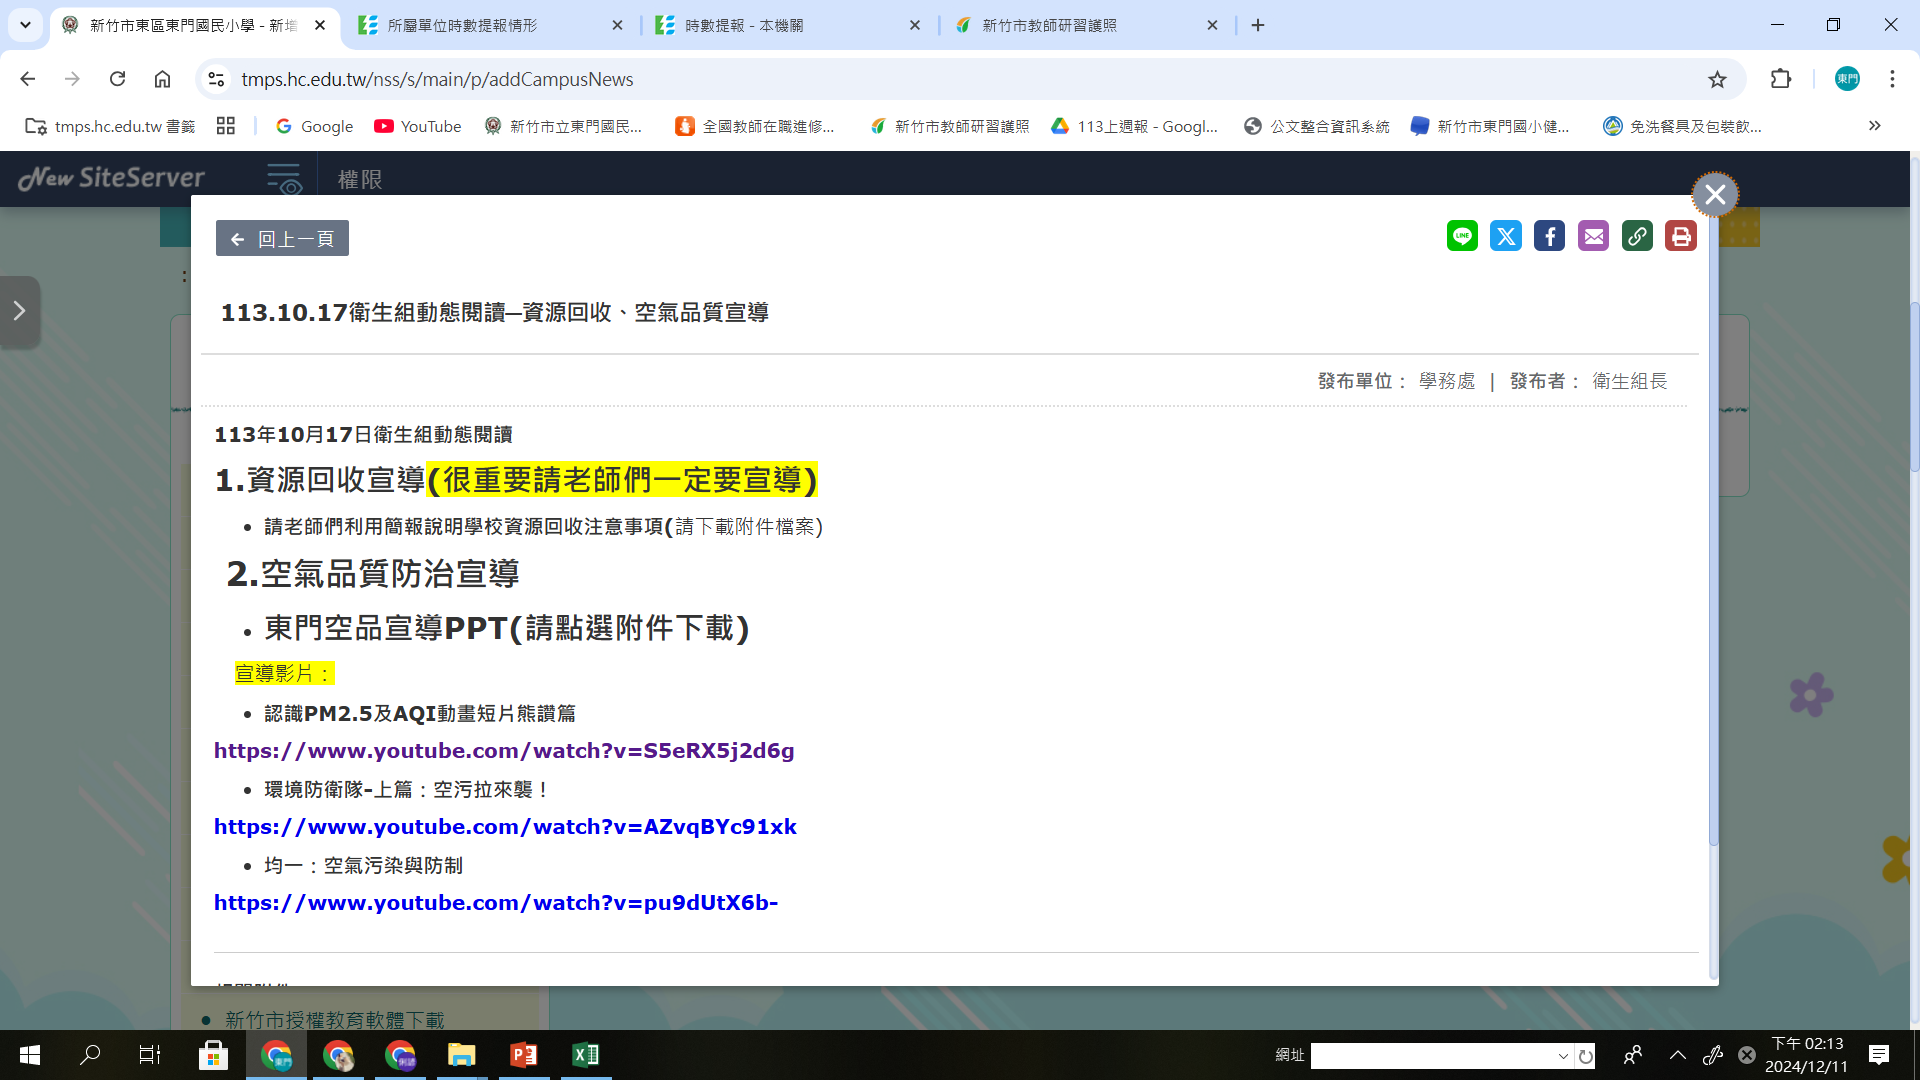 新竹市東區東門國民小學 - 新增
所屬單位時數提報情形
時數提報 - 本機關
新竹市教師研習護照
tmps.hc.edu.tw/nss/s/main/p/addCampusNews
東門
tmps.hc.edu.tw 書籤
Google
YouTube
新竹市立東門國民...
全國教師在職進修...
新竹市教師研習護照
113上週報 - Googl...
公文整合資訊系統
新竹市東門國小健...
免洗餐具及包裝飲...
New SiteServer
權限
回上一頁
LINE
113.10.17衛生組動態閱讀─資源回收、空氣品質宣導
發布單位： 學務處 | 發布者： 衛生組長
113年10月17日衛生組動態閱讀
1.資源回收宣導(很重要請老師們一定要宣導)
• 請老師們利用簡報說明學校資源回收注意事項(請下載附件檔案)
2.空氣品質防治宣導
• 東門空品宣導PPT(請點選附件下載)
宣導影片：
• 認識PM2.5及AQI動畫短片熊讚篇
https://www.youtube.com/watch?v=S5eRX5j2d6g
• 環境防衛隊-上篇：空污拉來襲！
https://www.youtube.com/watch?v=AZvqBYc91xk
• 均一：空氣污染與防制
https://www.youtube.com/watch?v=pu9dUtX6b-
• 新竹市授權教育軟體下載
網址
下午 02:13
2024/12/11